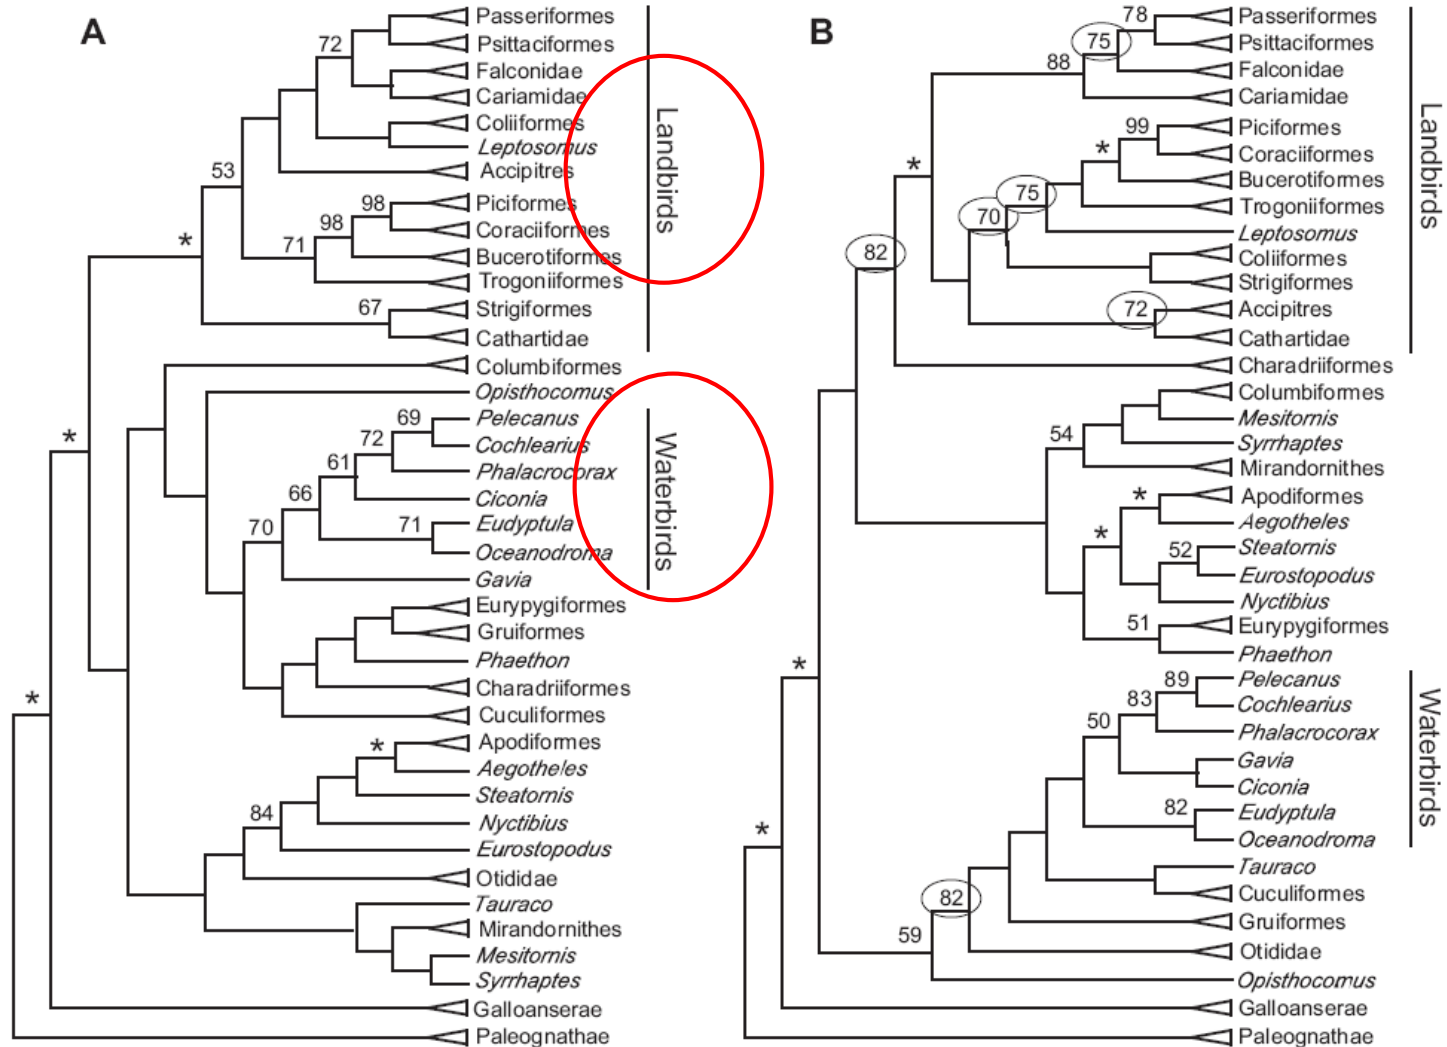 A
Passeriformes
Psittaciformes
72
Falconidae
Cariamidae
Coliiformes
Leptosomus
53
Accipitres
98
Piciformes
98
Coraciiformes
71
Bucerotiformes
*
Trogoniiformes
67
Strigiformes
Cathartidae
Landbirds
Columbiformes
Opisthocomus
69
Pelecanus
*
72
Cochlearius
61
Phalacrocorax
66
Ciconia
70
71
Eudyptula
Oceanodroma
Gavia
Waterbirds
Eurypygiformes
Gruiformes
Phaethon
*
Charadriiformes
Cuculiformes
*
Apodiformes
Aegotheles
Steatornis
84
Nyctibius
Eurostopodus
Otididae
Tauraco
Mirandornithes
Mesitornis
Syrrhaptes
Galloanserae
Paleognathae
B
78
Passeriformes
75
Psittaciformes
88
Falconidae
Cariamidae
99
Piciformes
*
Coraciiformes
*
Bucerotiformes
75
Trogoniiformes
70
Leptosomus
82
Coliiformes
Strigiformes
72
Accipitres
Cathartidae
Landbirds
Charadriiformes
Columbiformes
Mesitornis
54
Syrrhaptes
Mirandornithes
*
Apodiformes
*
Aegotheles
52
Steatornis
Eurostopodus
Nyctibius
51
Eurypygiformes
*
Phaethon
89
Pelecanus
83
Cochlearius
50
Phalacrocorax
Gavia
Ciconia
82
Eudyptula
*
Oceanodroma
Waterbirds
Tauraco
82
Cuculiformes
Gruiformes
59
Otididae
Opisthocomus
Galloanserae
Paleognathae